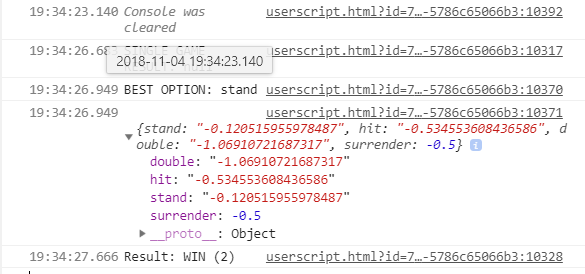 19:34:23.140 Console was userscript.html?id=7…-5786c65066b3:10392
cleared
19:34:26.683 SINGLE GAME userscript.html?id=7…-5786c65066b3:10317
2018-11-04 19:34:23.140
19:34:26.949 BEST OPTION: stand userscript.html?id=7…-5786c65066b3:10370
19:34:26.949 userscript.html?id=7…-5786c65066b3:10371
{stand: "-0.120515955978487", hit: "-0.534553608436586", d
ouble: "-1.06910721687317", surrender: -0.5}
double: "-1.06910721687317"
hit: "-0.534553608436586"
stand: "-0.120515955978487"
surrender: -0.5
__proto__: Object
19:34:27.666 Result: WIN (2) userscript.html?id=7…-5786c65066b3:10328